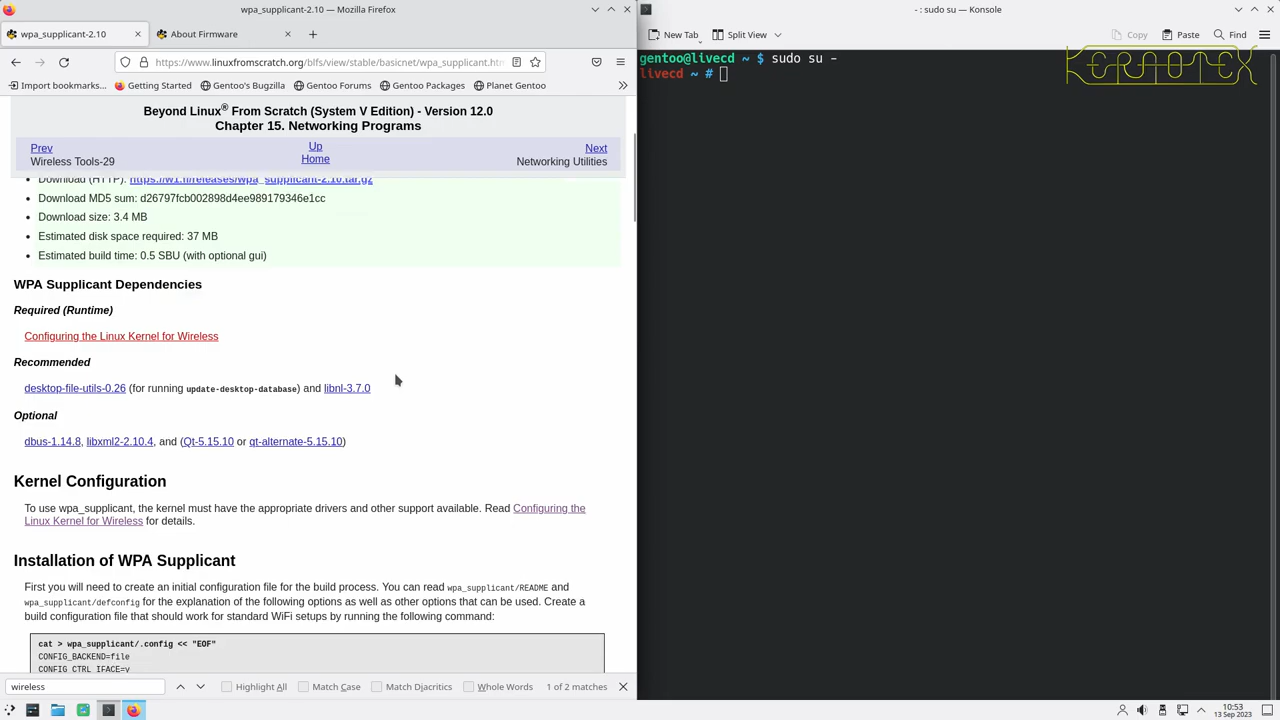 wpa_supplicant-2.10 — Mozilla Firefox
wpa_supplicant-2.10
About Firmware
https://www.linuxfromscratch.org/blfs/view/stable/basicnet/wpa_supplicant.htm
Import bookmarks...
Getting Started
Gentoo's Bugzilla
Gentoo Forums
Gentoo Packages
Planet Gentoo
Beyond Linux® From Scratch (System V Edition) - Version 12.0
Chapter 15. Networking Programs
Prev
Up
Next
Wireless Tools-29
Home
Networking Utilities
Download (HTTP): https://w1.fi/releases/wpa_supplicant-2.10.tar.gz
Download MD5 sum: d26797fcb002898d4ee989179346e1cc
Download size: 3.4 MB
Estimated disk space required: 37 MB
Estimated build time: 0.5 SBU (with optional gui)
WPA Supplicant Dependencies
Required (Runtime)
Configuring the Linux Kernel for Wireless
Recommended
desktop-file-utils-0.26 (for running update-desktop-database) and libnl-3.7.0
Optional
dbus-1.14.8, libxml2-2.10.4, and (Qt-5.15.10 or qt-alternate-5.15.10)
Kernel Configuration
To use wpa_supplicant, the kernel must have the appropriate drivers and other support available. Read Configuring the
Linux Kernel for Wireless for details.
Installation of WPA Supplicant
First you will need to create an initial configuration file for the build process. You can read wpa_supplicant/README and
wpa_supplicant/defconfig for the explanation of the following options as well as other options that can be used. Create a
build configuration file that should work for standard WiFi setups by running the following command:
cat > wpa_supplicant/.config << "EOF"
CONFIG_BACKEND=file
CONFIG_CTRL_IFACE=y
wireless
Highlight All
Match Case
Match Diacritics
Whole Words
1 of 2 matches
- : sudo su — Konsole
New Tab
Split View
Copy
Paste
Find
gentoo@livecd ~ $ sudo su -
livecd ~ #
KERNOTEX
10:53
13 Sep 2023